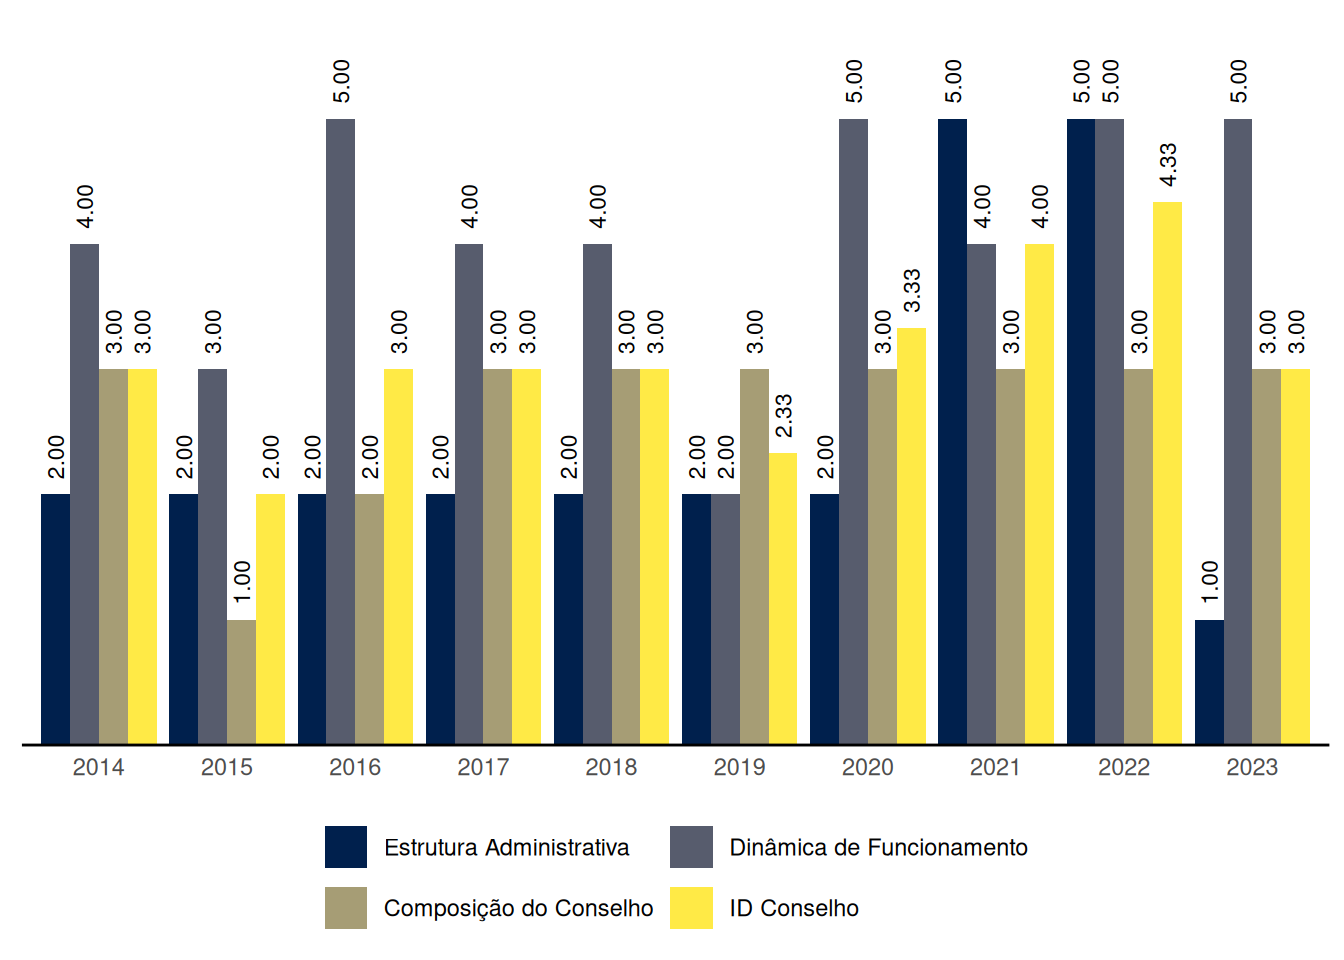 2.00 4.00 3.00 3.00
2.00 3.00 1.00 2.00
2.00 5.00 2.00 3.00
2.00 4.00 3.00 3.00
2.00 4.00 3.00 3.00
2.00 2.00 3.00 2.33
2.00 5.00 3.00 3.33
5.00 4.00 3.00 4.00
5.00 5.00 3.00 4.33
1.00 5.00 3.00 3.00
2014 2015 2016 2017 2018 2019 2020 2021 2022 2023
Estrutura Administrativa Dinâmica de Funcionamento
Composição do Conselho ID Conselho